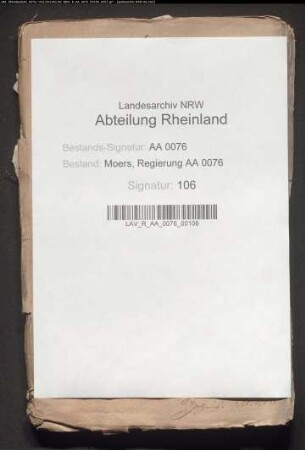 Landesarchiv NRW
Abteilung Rheinland
Bestands-Signatur: AA 0076
Bestand: Moers, Regierung AA 0076
Signatur: 106
LAV_R_AA_0076_00106